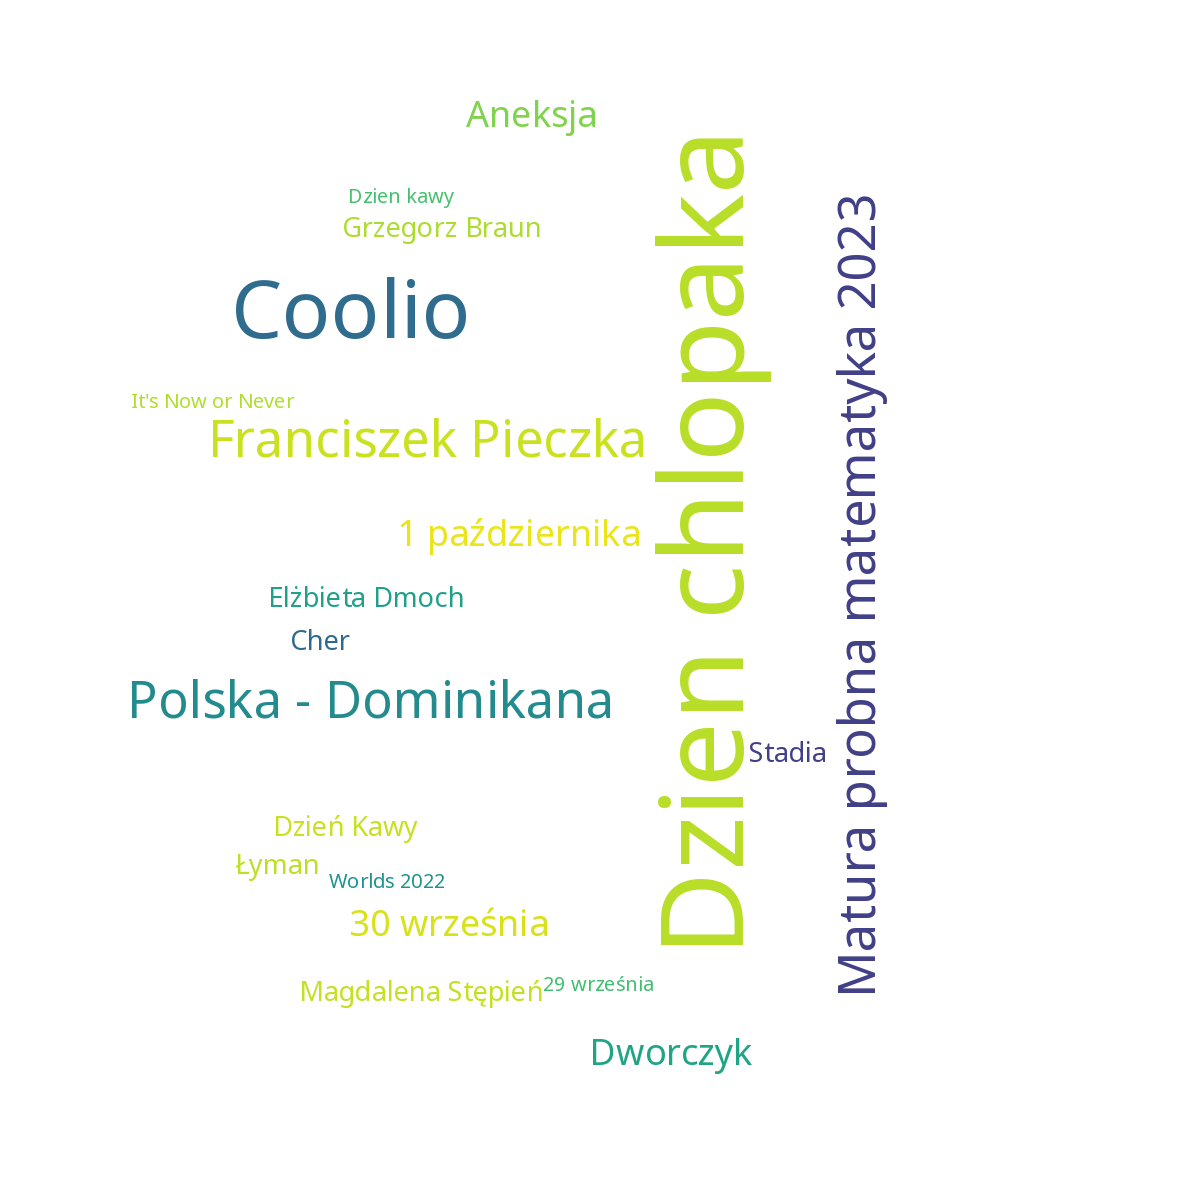 Aneksja
Dzien kawy
Grzegorz Braun
Coolio
It's Now or Never
Franciszek Pieczka
1 października
Elżbieta Dmoch
Cher
Polska - Dominikana
Dzień Kawy
Łyman
Worlds 2022
30 września
Magdalena Stępień
29 września
Dworczyk
Dzien chlopaka
Stadia
Matura probna matematyka 2023